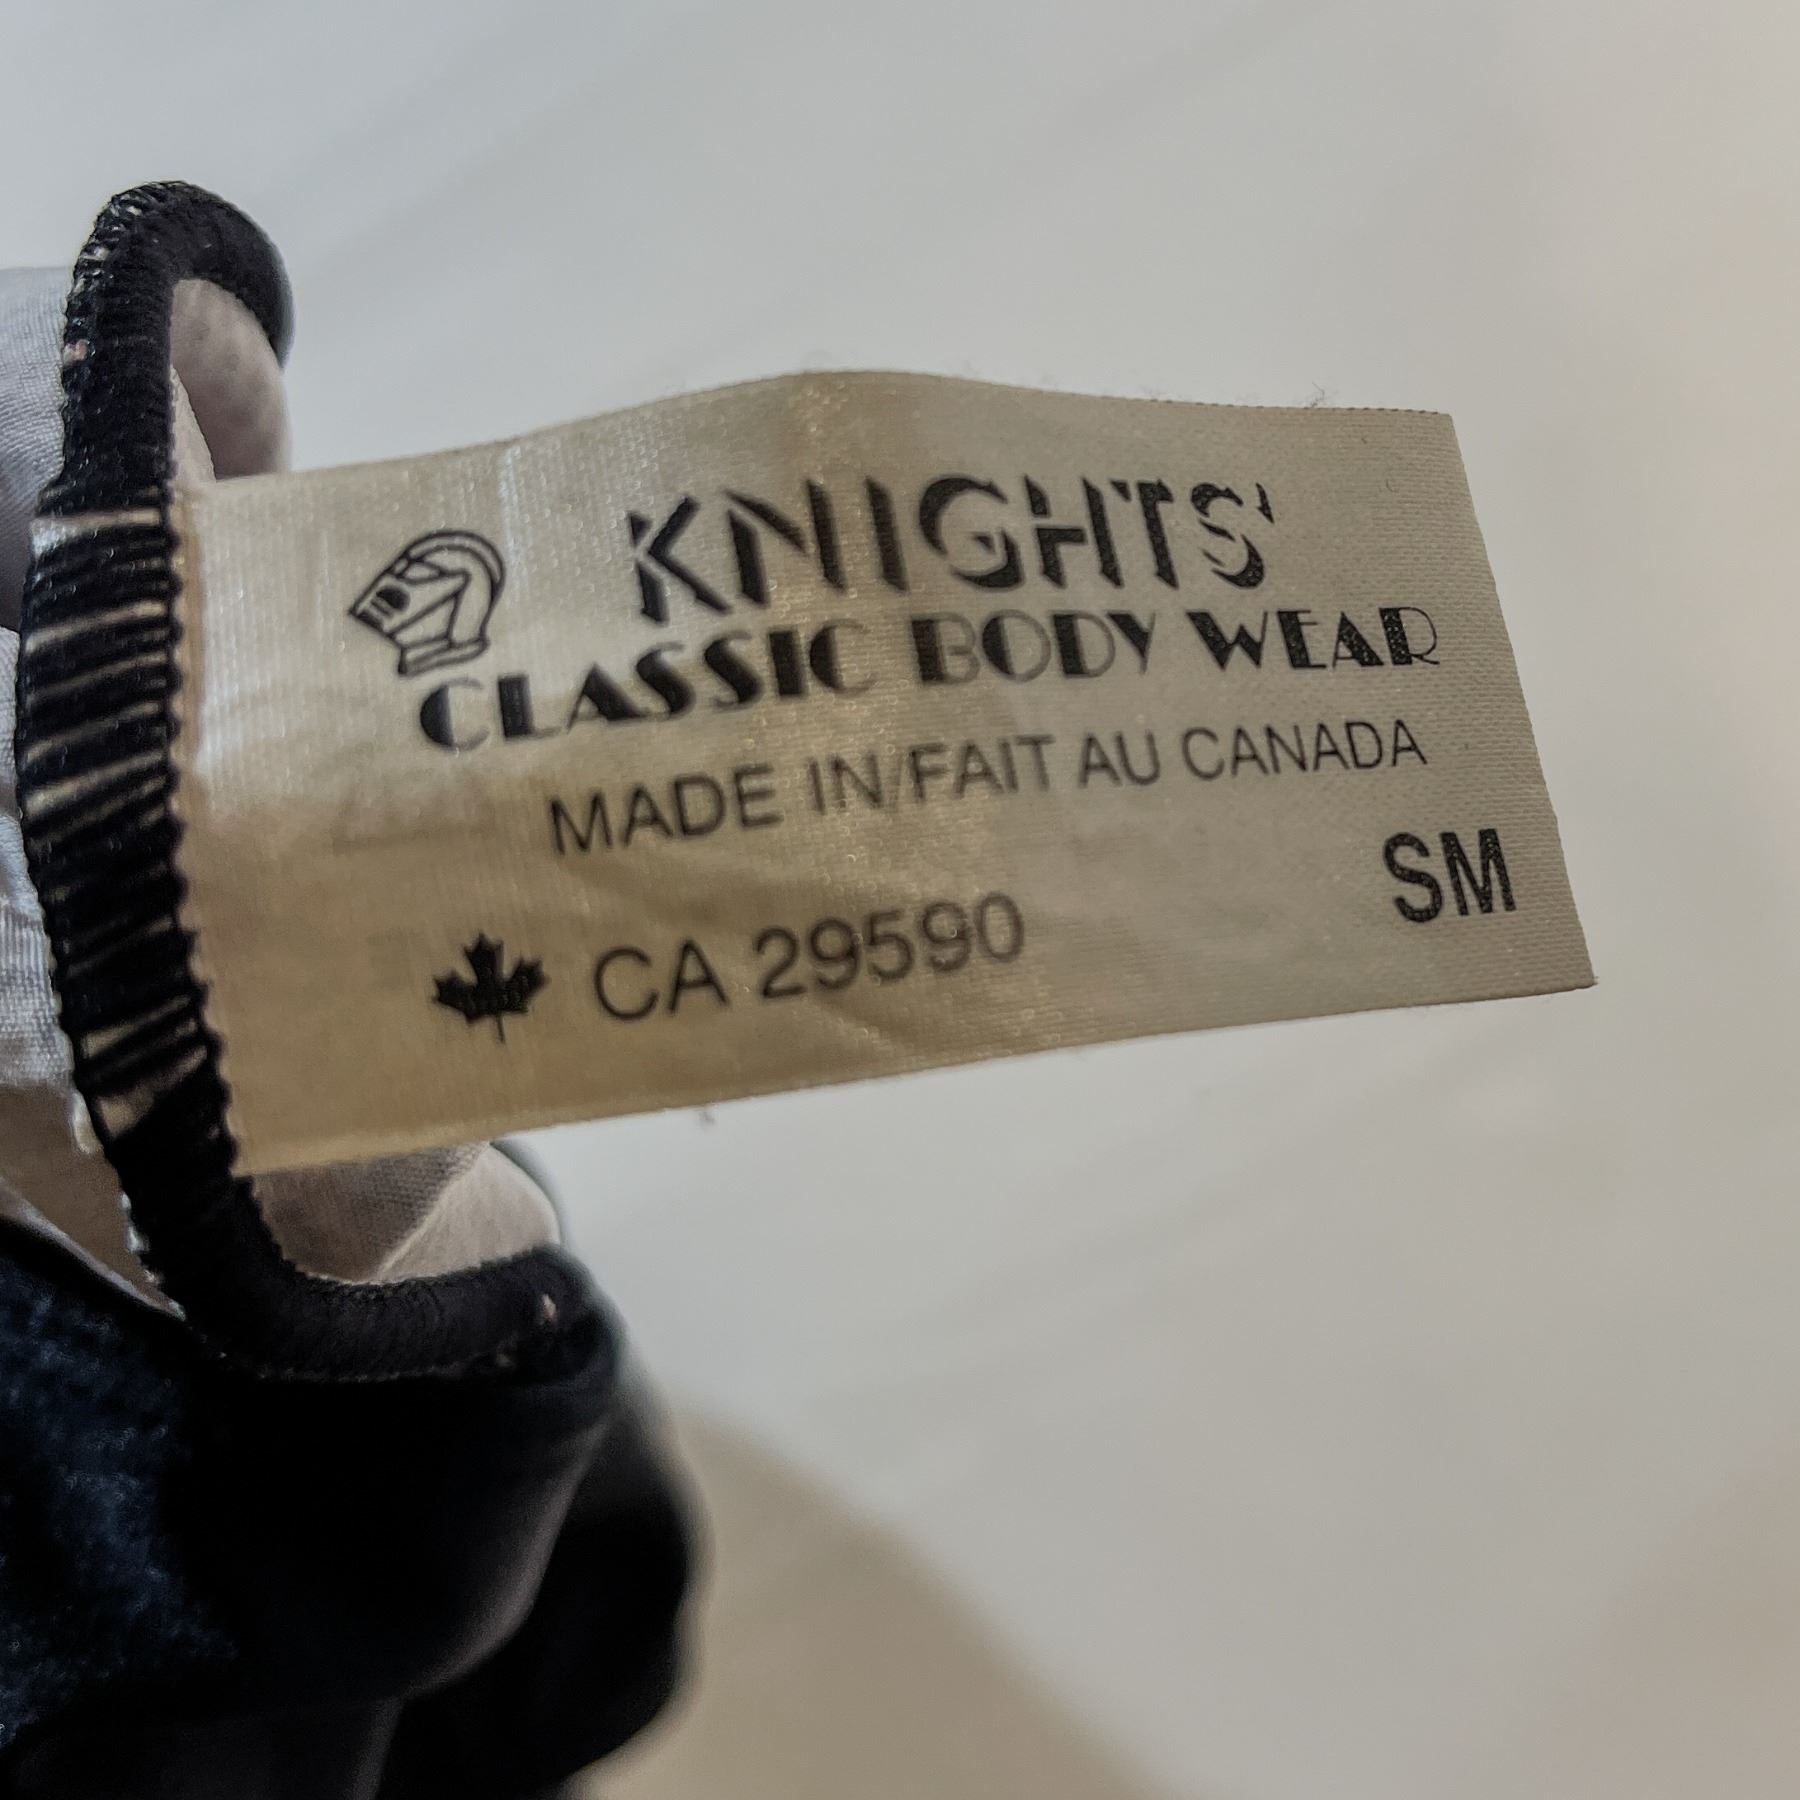 KNIGHTS'
CLASSIC BODY WEAR
MADE IN/FAIT AU CANADA
SM
CA 29590